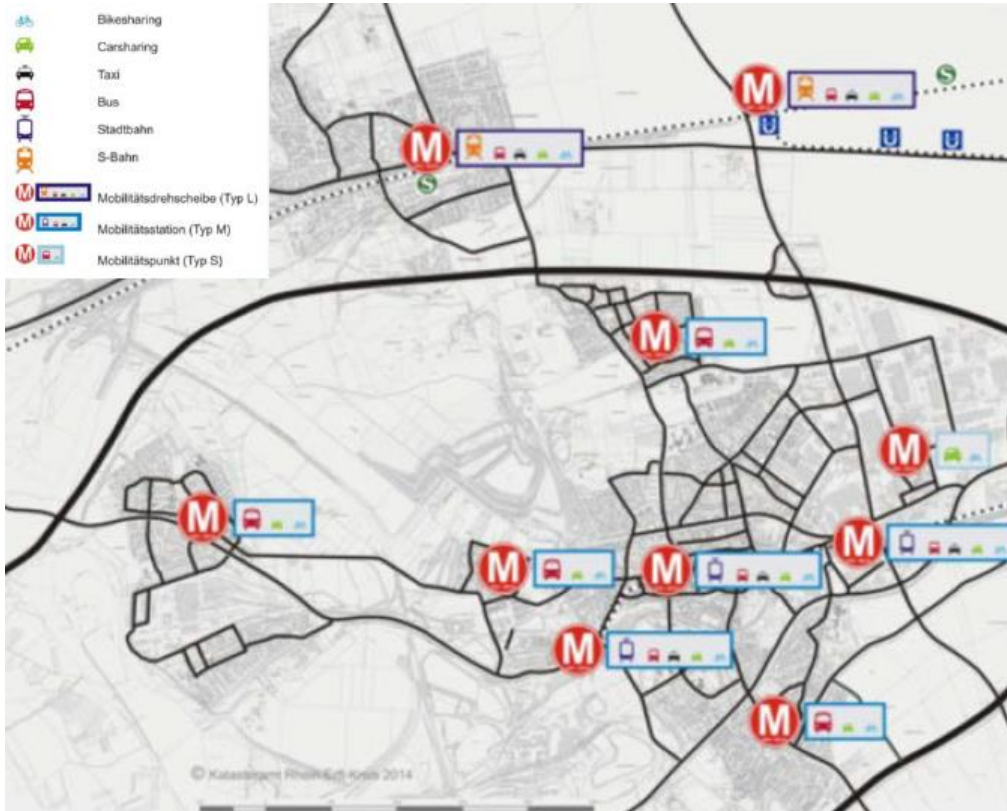 Bikesharing
Carsharing
Taxi
Bus
Stadtbahn
S-Bahn
M Mobilitätsdrehscheibe (Typ L)
M Mobilitätsstation (Typ M)
M Mobilitätspunkt (Typ S)
S
M
U
U
U
M
S
M
M
M
M
M
M
M
M
© Katasteramt Rhein-Erft-Kreis 2014